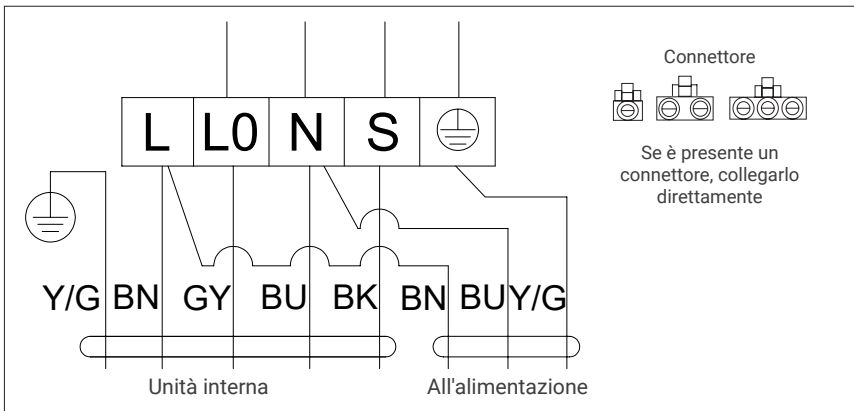 Connettore
L L0 N S
Se è presente un
connettore, collegarlo
direttamente
Y/G BN GY BU BK BN BU Y/G
Unità interna All'alimentazione